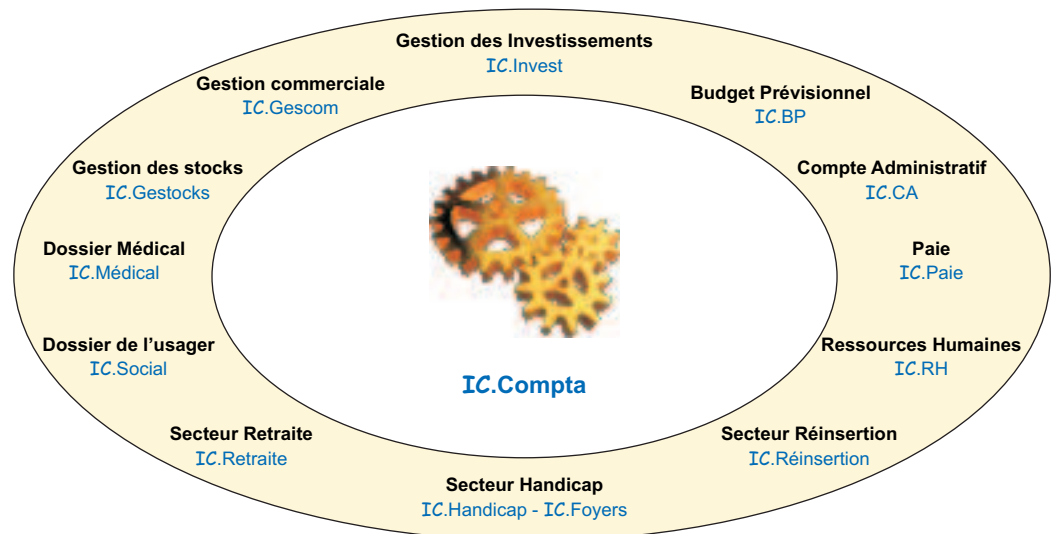 Gestion des Investissements
IC.Invest
Gestion commerciale
IC.Gescom
Budget Prévisionnel
IC.BP
Gestion des stocks
IC.Gestocks
Compte Administratif
IC.CA
Dossier Médical
IC.Médical
Paie
IC.Paie
Dossier de l'usager
IC.Social
Ressources Humaines
IC.RH
IC.Compta
Secteur Retraite
IC.Retraite
Secteur Réinsertion
IC.Réinsertion
Secteur Handicap
IC.Handicap - IC.Foyers